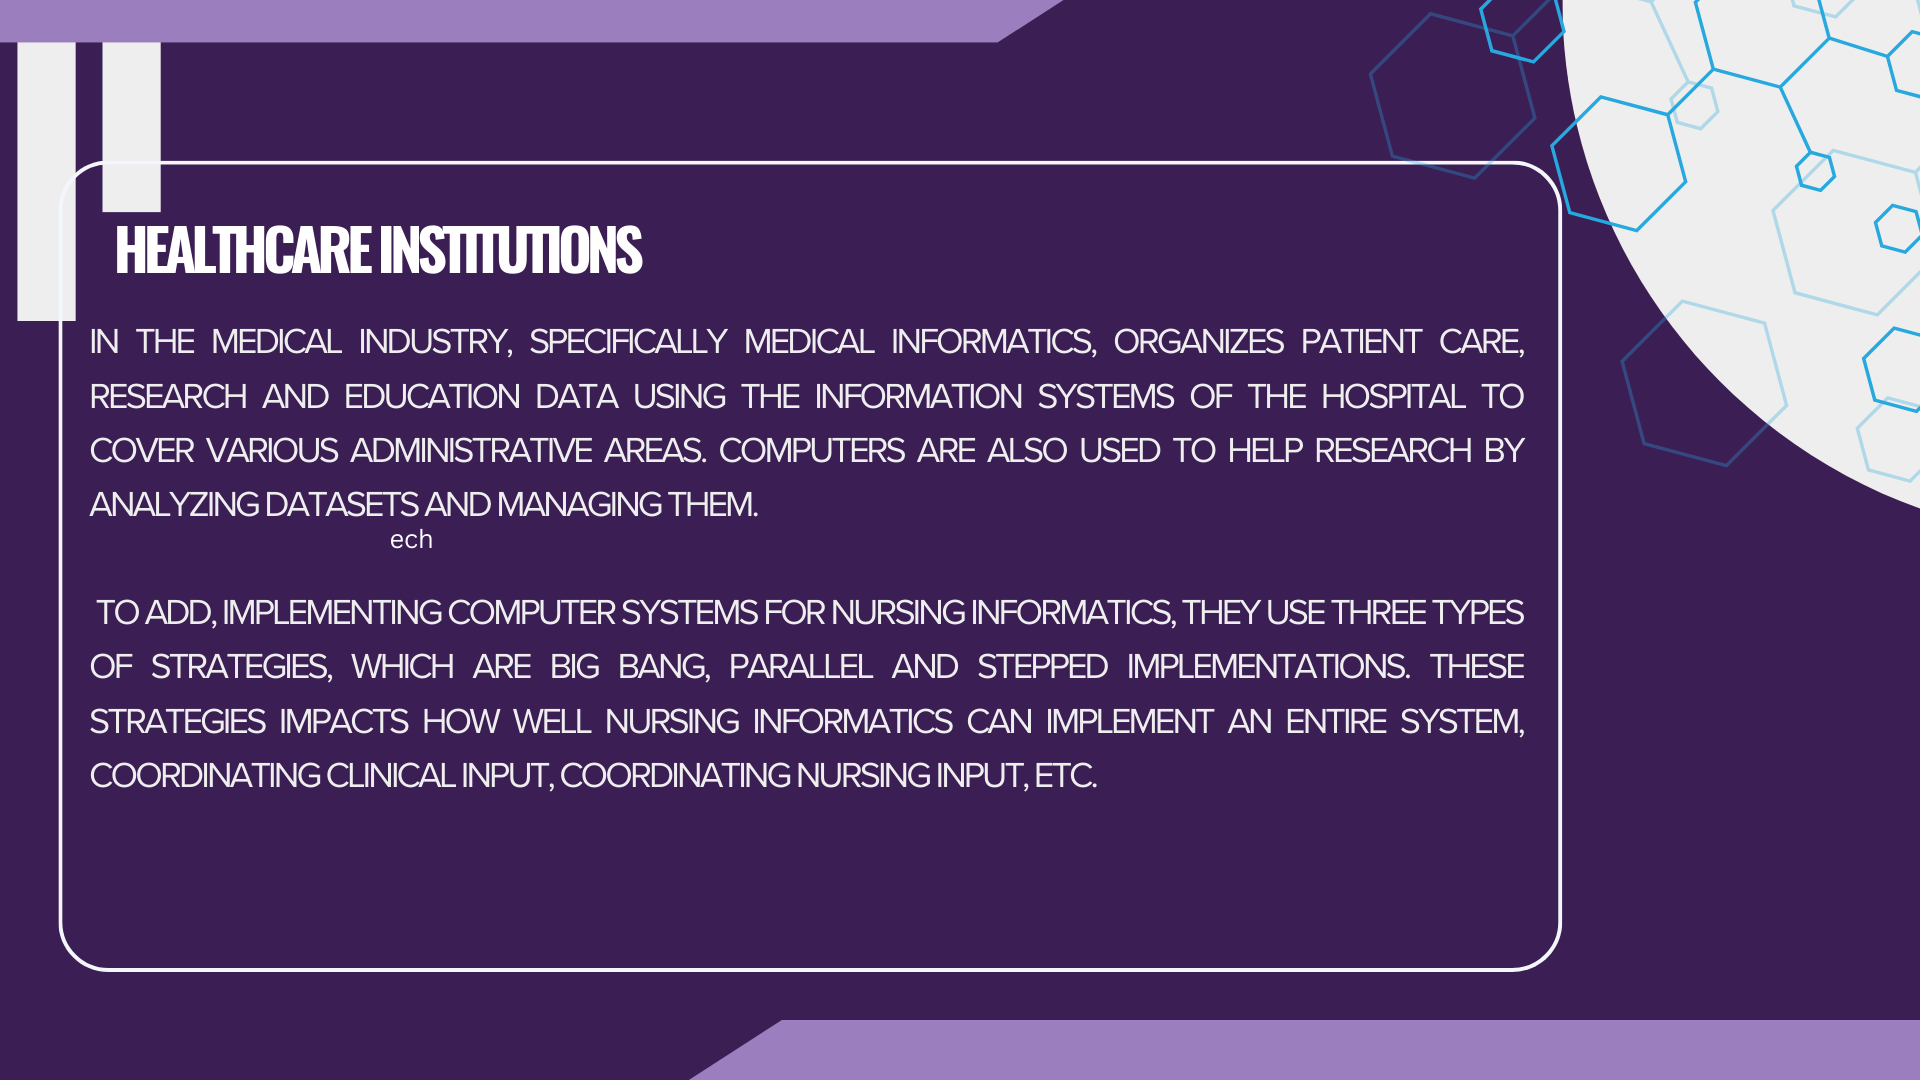 HEALTHCARE INSTITUTIONS
IN THE MEDICAL INDUSTRY, SPECIFICALLY MEDICAL INFORMATICS, ORGANIZES PATIENT CARE,
RESEARCH AND EDUCATION DATA USING THE INFORMATION SYSTEMS OF THE HOSPITAL TO
COVER VARIOUS ADMINISTRATIVE AREAS. COMPUTERS ARE ALSO USED TO HELP RESEARCH BY
ANALYZING DATASETS AND MANAGING THEM.
ech
TO ADD, IMPLEMENTING COMPUTER SYSTEMS FOR NURSING INFORMATICS, THEY USE THREE TYPES
OF STRATEGIES, WHICH ARE BIG BANG, PARALLEL AND STEPPED IMPLEMENTATIONS. THESE
STRATEGIES IMPACTS HOW WELL NURSING INFORMATICS CAN IMPLEMENT AN ENTIRE SYSTEM,
COORDINATING CLINICAL INPUT, COORDINATING NURSING INPUT, ETC.